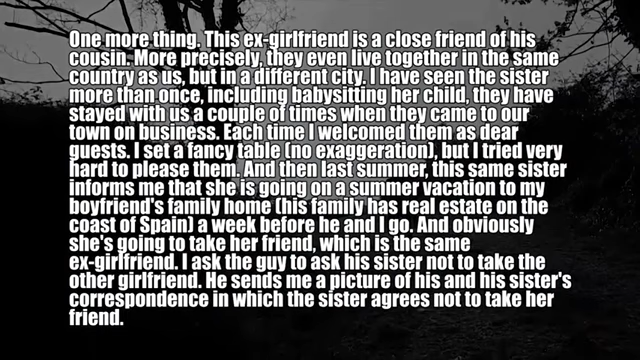 One more thing. This ex-girlfriend is a close friend of his
cousin. More precisely, they even live together in the same
country as us, but in a different city. I have seen the sister
more than once, including babysitting her child, they have
stayed with us a couple of times when they came to our
town on business. Each time I welcomed them as dear
guests. I set a fancy table (no exaggeration), but I tried very
hard to please them. And then last summer, this same sister
informs me that she is going on a summer vacation to my
boyfriend's family home (his family has real estate on the
coast of Spain) a week before he and I go. And obviously
she's going to take her friend, which is the same
ex-girlfriend. I ask the guy to ask his sister not to take the
other girlfriend. He sends me a picture of his and his sister's
correspondence in which the sister agrees not to take her
friend.